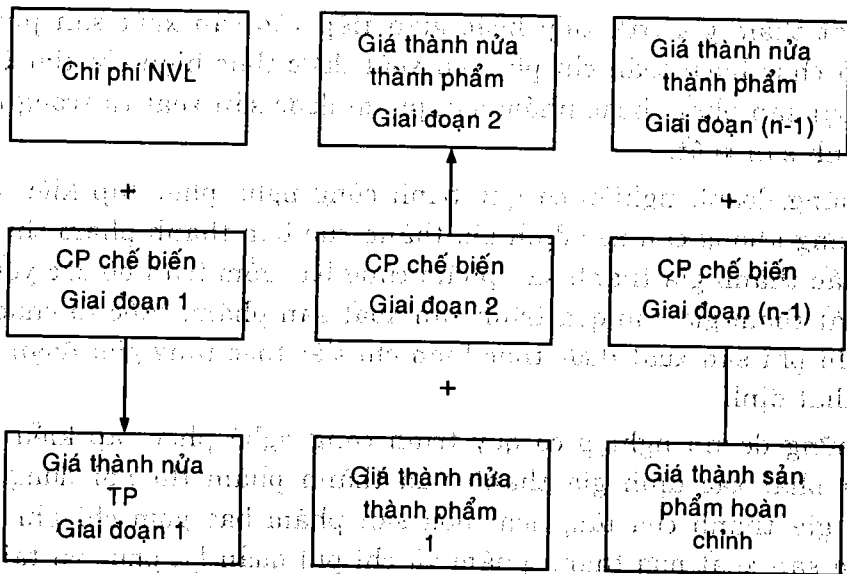 Chi phí NVL
+
CP chế biến
Giai đoạn 1
Giá thành nửa
TP
Giai đoạn 1
Giá thành nửa
thành phẩm
Giai đoạn 2
CP chế biến
Giai đoạn 2
+
Giá thành nửa
thành phẩm
1
Giá thành nửa
thành phẩm
Giai đoạn (n-1)
+
CP chế biến
Giai đoạn (n-1)
Giá thành sản
phẩm hoàn
chỉnh